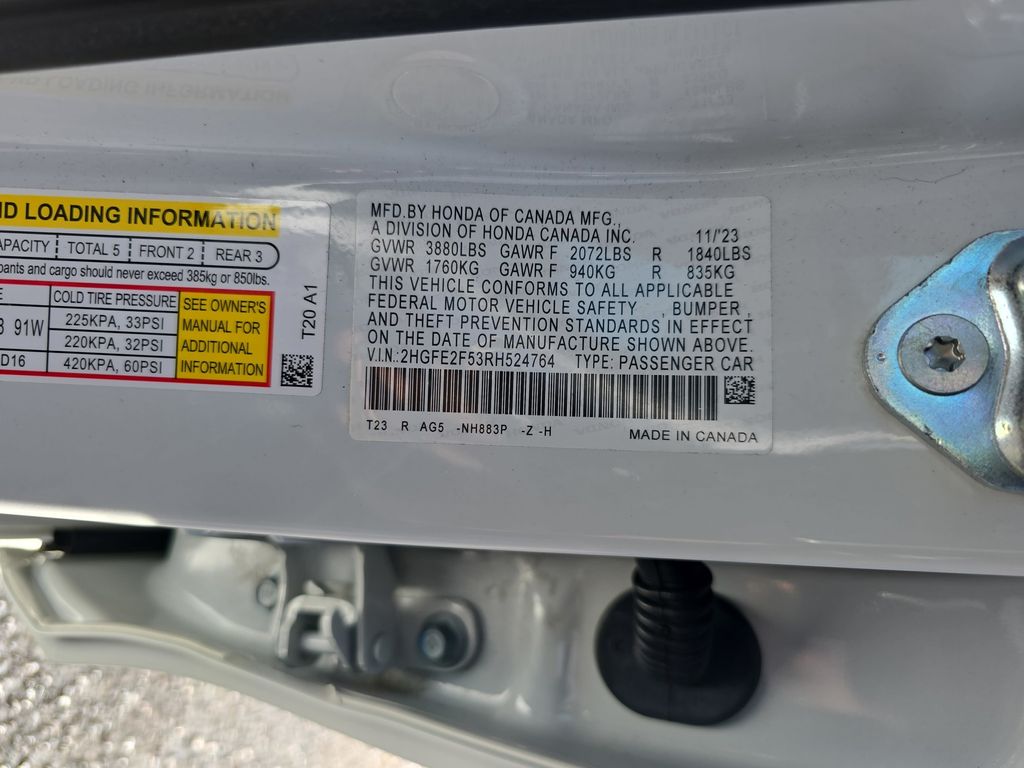 ND LOADING INFORMATION
APACITY TOTAL 5 FRONT 2 REAR 3
pants and cargo should never exceed 385kg or 850lbs.
E COLD TIRE PRESSURE SEE OWNER'S MANUAL FOR ADDITIONAL INFORMATION
91W 225KPA, 33PSI
220KPA, 32PSI
D16 420KPA, 60PSI
T20 A1
MFD.BY HONDA OF CANADA MFG.,
A DIVISION OF HONDA CANADA INC. 11/'23
GVWR 3880LBS GAWR F 2072LBS R 1840LBS
GVWR 1760KG GAWR F 940KG R 835KG
THIS VEHICLE CONFORMS TO ALL APPLICABLE
FEDERAL MOTOR VEHICLE SAFETY , BUMPER ,
AND THEFT PREVENTION STANDARDS IN EFFECT
ON THE DATE OF MANUFACTURE SHOWN ABOVE.
V.I.N.:2HGFE2F53RH524764 TYPE: PASSENGER CAR
T23 R AG5 -NH883P -Z -H
MADE IN CANADA